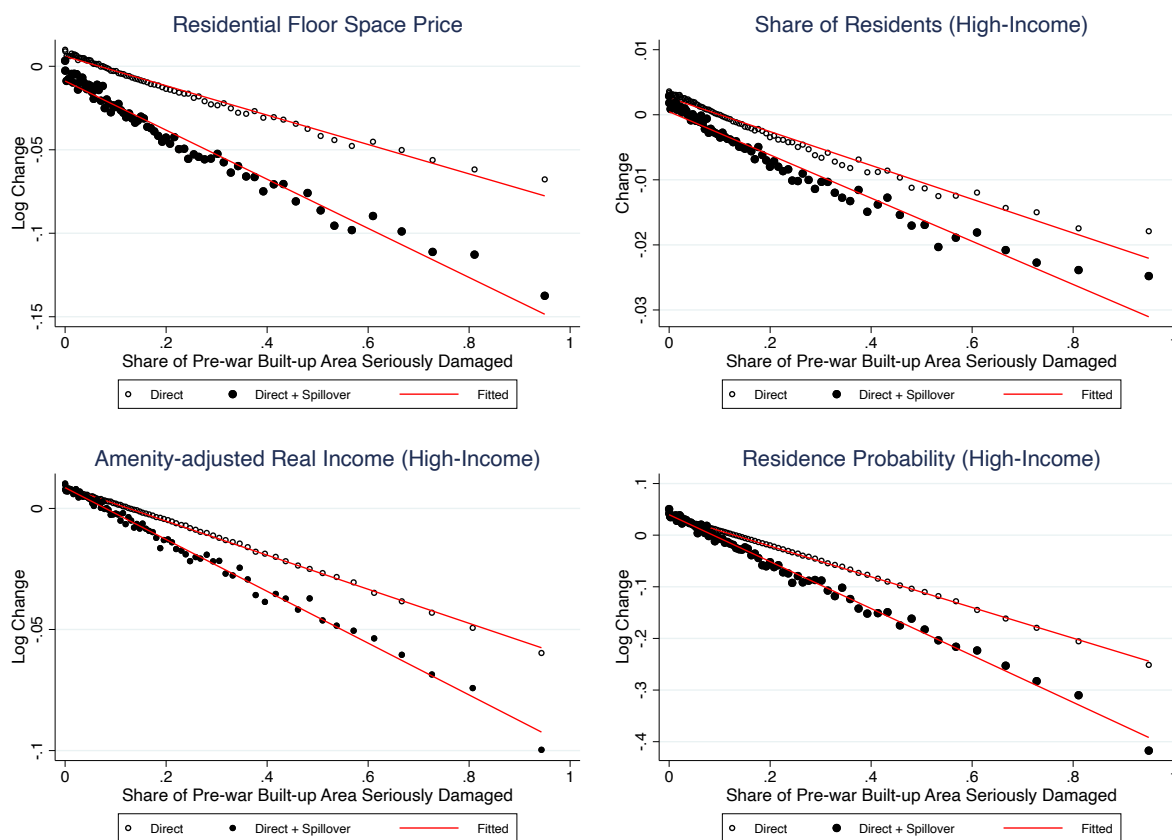 Residential Floor Space Price
Log Change
0
-.05
-.1
-.15
0 .2 .4 .6 .8 1
Share of Pre-war Built-up Area Seriously Damaged
Direct Direct + Spillover Fitted
Share of Residents (High-Income)
Change
.01
0
-.01
-.02
-.03
0 .2 .4 .6 .8 1
Share of Pre-war Built-up Area Seriously Damaged
Direct Direct + Spillover Fitted
Amenity-adjusted Real Income (High-Income)
Log Change
0
-.05
-.1
0 .2 .4 .6 .8 1
Share of Pre-war Built-up Area Seriously Damaged
Direct Direct + Spillover Fitted
Residence Probability (High-Income)
Log Change
.1
0
-.1
-.2
-.3
-.4
0 .2 .4 .6 .8 1
Share of Pre-war Built-up Area Seriously Damaged
Direct Direct + Spillover Fitted